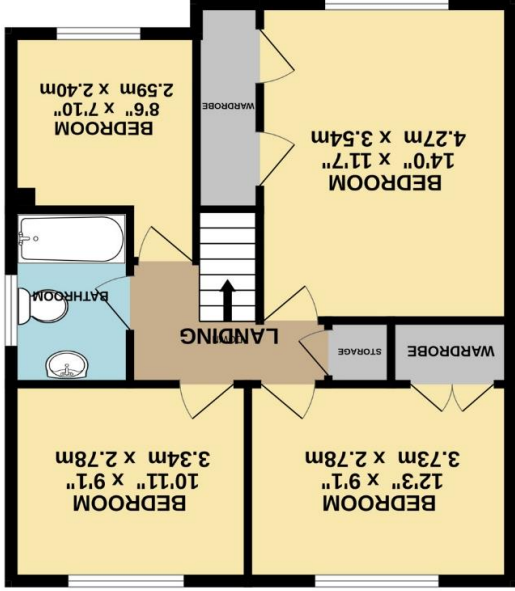 BEDROOM
12'3" x 9'1"
3.73m x 2.78m
BEDROOM
10'11" x 9'1"
3.34m x 2.78m
WARDROBE
STORAGE
LANDING
BATHROOM
BEDROOM
14'0" x 11'7"
4.27m x 3.54m
WARDROBE
BEDROOM
8'6" x 7'10"
2.59m x 2.40m